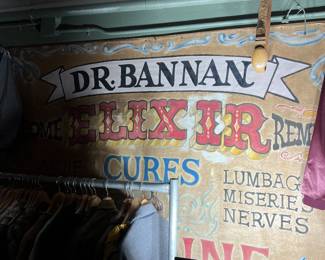 DR. BANNAN
ELIXIR
CURES
LUMBAG
MISERIES
NERVES